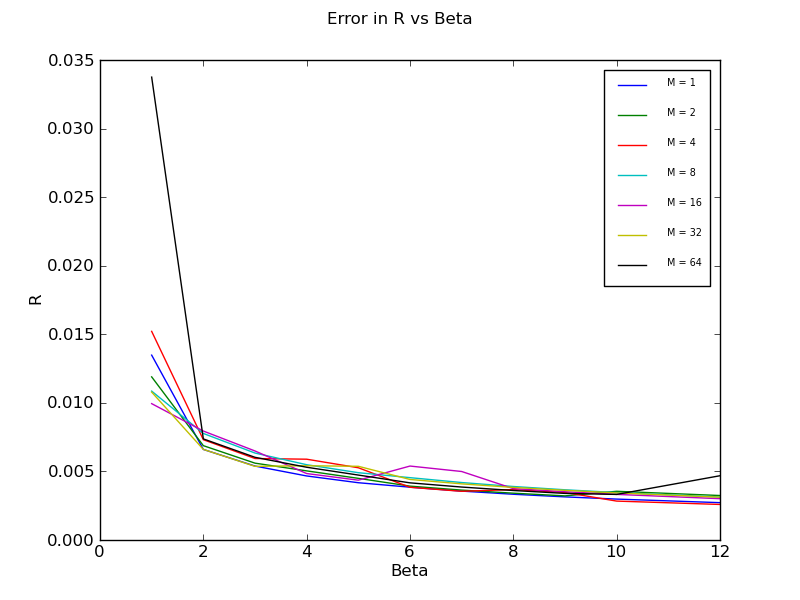 Error in R vs Beta
0.035
0.030
0.025
0.020
0.015
0.010
0.005
0.000
R
M = 1
M = 2
M = 4
M = 8
M = 16
M = 32
M = 64
0 2 4 6 8 10 12
Beta